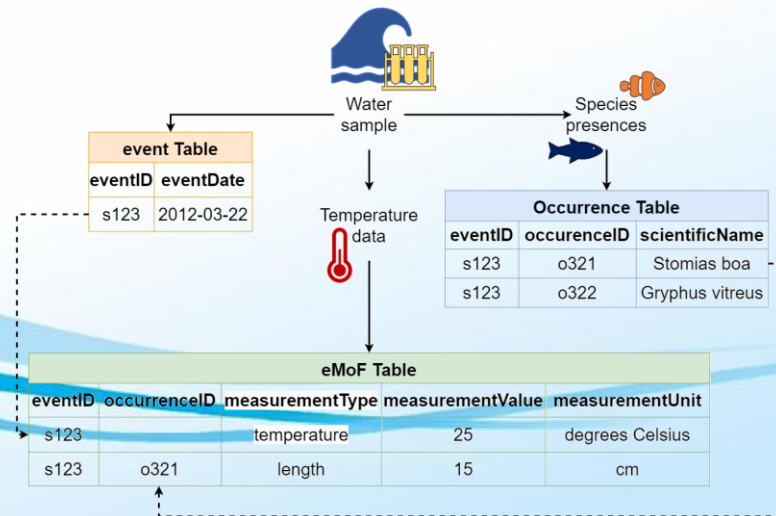 Water
sample
Species
presences
event Table
eventID eventDate
s123 2012-03-22
Temperature
data
Occurrence Table
eventID occurenceID scientificName
s123 o321 Stomias boa
s123 o322 Gryphus vitreus
eMoF Table
eventID occurrenceID measurementType measurementValue measurementUnit
s123 temperature 25 degrees Celsius
s123 o321 length 15 cm